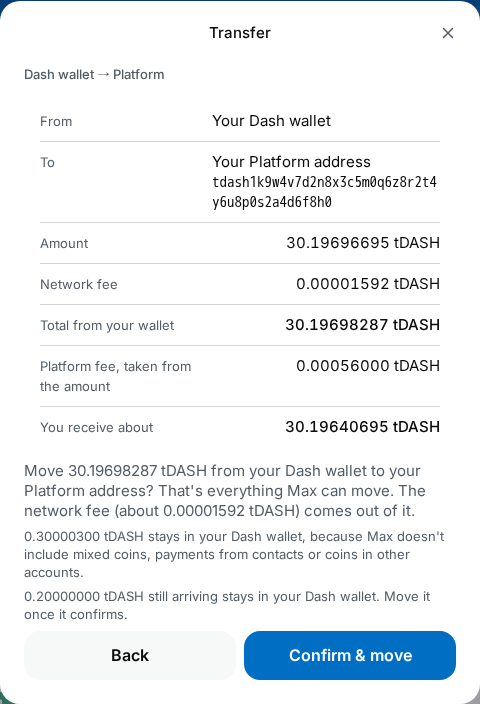 Transfer
Dash wallet → Platform
From
Your Dash wallet
To
Your Platform address
tdash1k9w4v7d2n8x3c5m0q6z8r2t4
y6u8p0s2a4d6f8h0
Amount
30.19696695 tDASH
Network fee
0.00001592 tDASH
Total from your wallet
30.19698287 tDASH
Platform fee, taken from
the amount
0.00056000 tDASH
You receive about
30.19640695 tDASH
Move 30.19698287 tDASH from your Dash wallet to your
Platform address? That's everything Max can move. The
network fee (about 0.00001592 tDASH) comes out of it.
0.30000300 tDASH stays in your Dash wallet, because Max doesn't
include mixed coins, payments from contacts or coins in other
accounts.
0.20000000 tDASH still arriving stays in your Dash wallet. Move it
once it confirms.
Back
Confirm & move